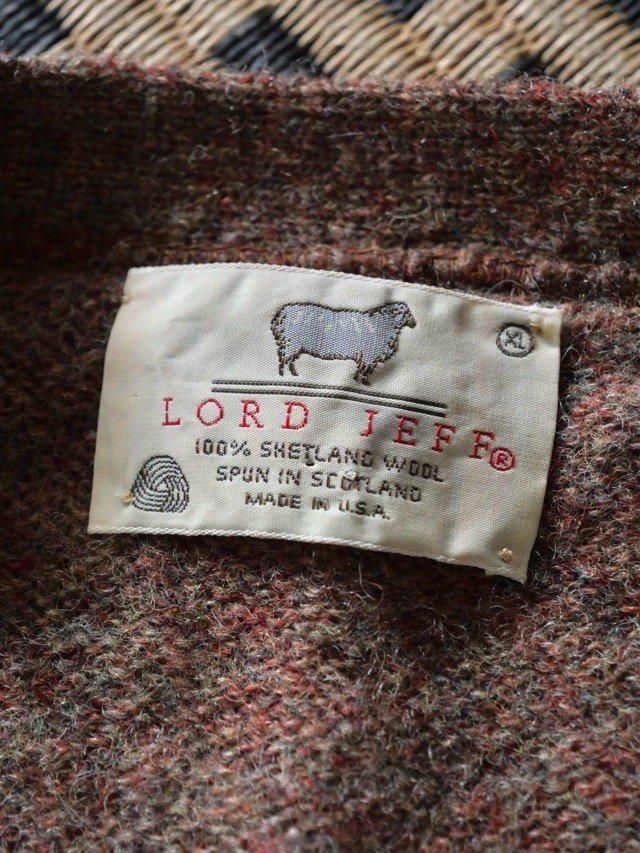 XL
LORD JEFF®
100% SHETLAND WOOL
SPUN IN SCOTLAND
MADE IN U.S.A.